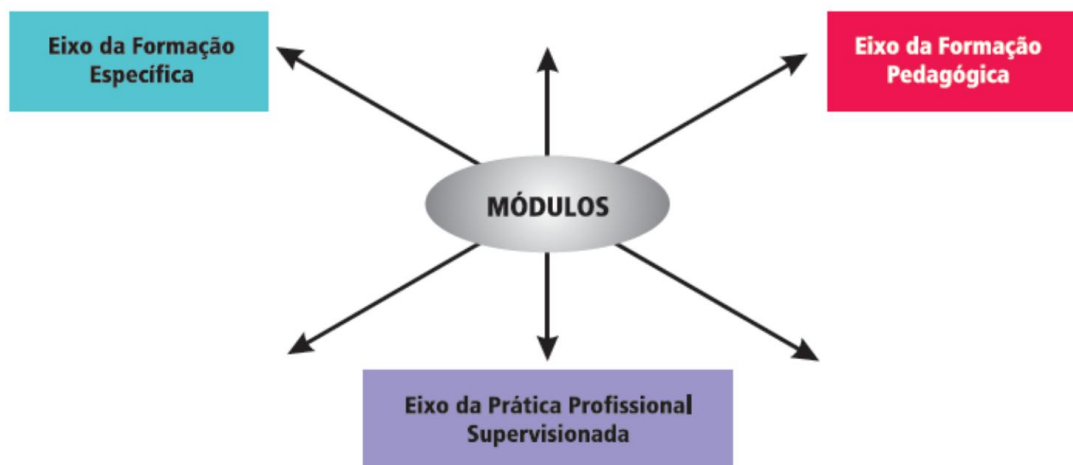 Eixo da Formação
Específica
Eixo da Formação
Pedagógica
MÓDULOS
Eixo da Prática Profissional
Supervisionada